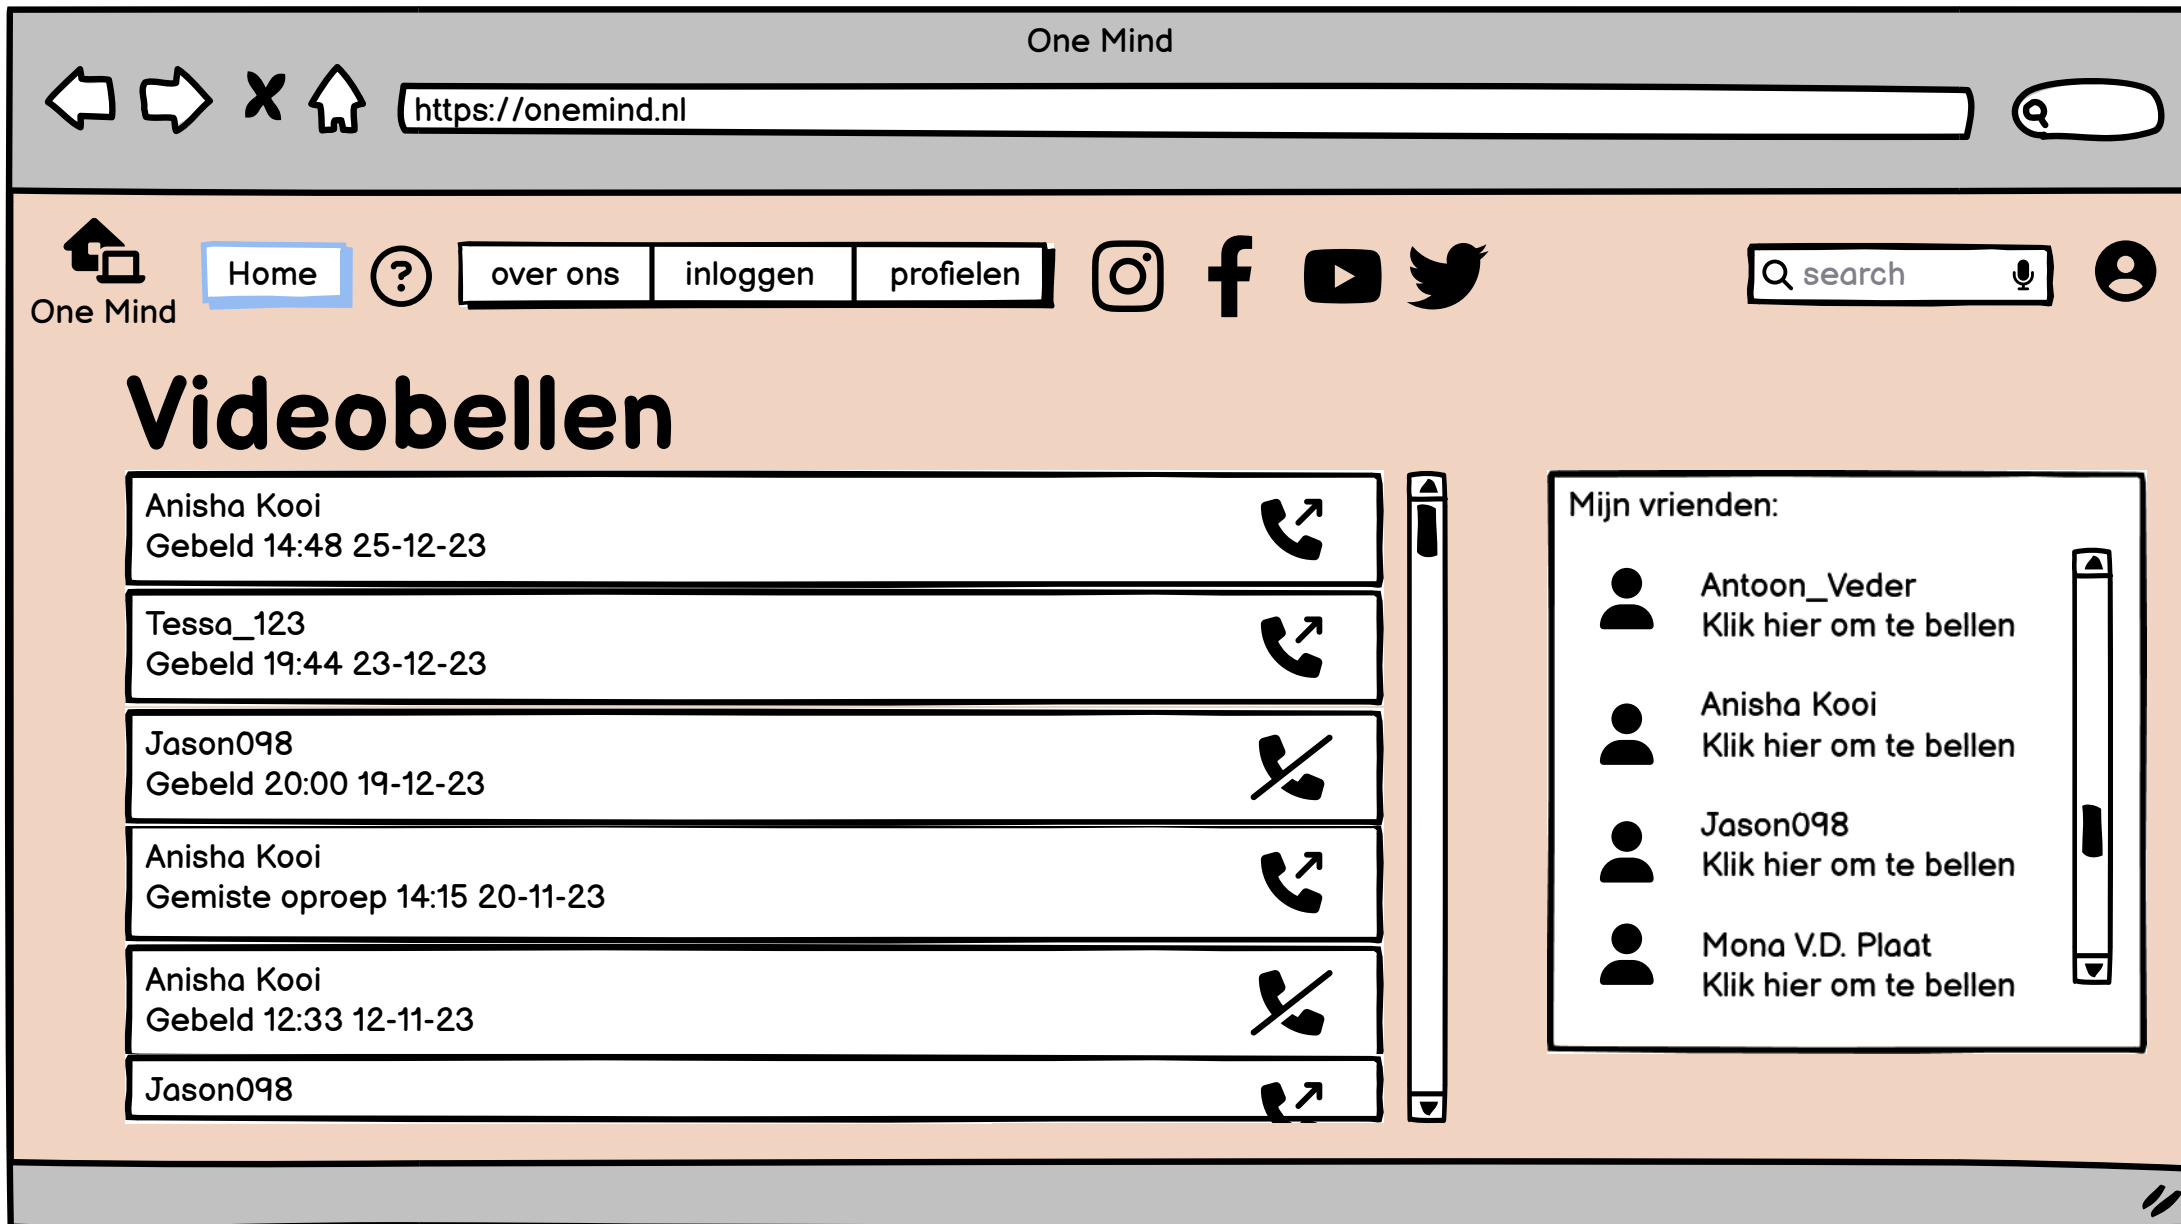 One Mind
https://onemind.nl
One Mind
Home
?
over ons
inloggen
profielen
search
Videobellen
Anisha Kooi
Gebeld 14:48 25-12-23
Tessa_123
Gebeld 19:44 23-12-23
Jason098
Gebeld 20:00 19-12-23
Anisha Kooi
Gemiste oproep 14:15 20-11-23
Anisha Kooi
Gebeld 12:33 12-11-23
Jason098
Mijn vrienden:
Antoon_Veder
Klik hier om te bellen
Anisha Kooi
Klik hier om te bellen
Jason098
Klik hier om te bellen
Mona V.D. Plaat
Klik hier om te bellen